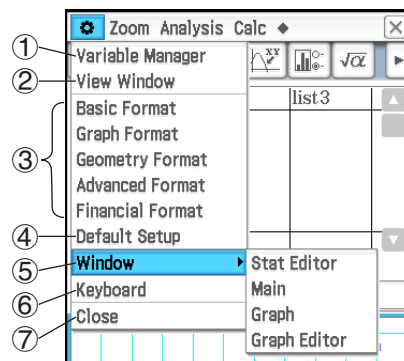 Zoom Analysis Calc ◆
① Variable Manager
② View Window
③ Basic Format
Graph Format
Geometry Format
Advanced Format
Financial Format
④ Default Setup
⑤ Window
⑥ Keyboard
⑦ Close
Stat Editor
Main
Graph
Graph Editor
XY
√α
list3